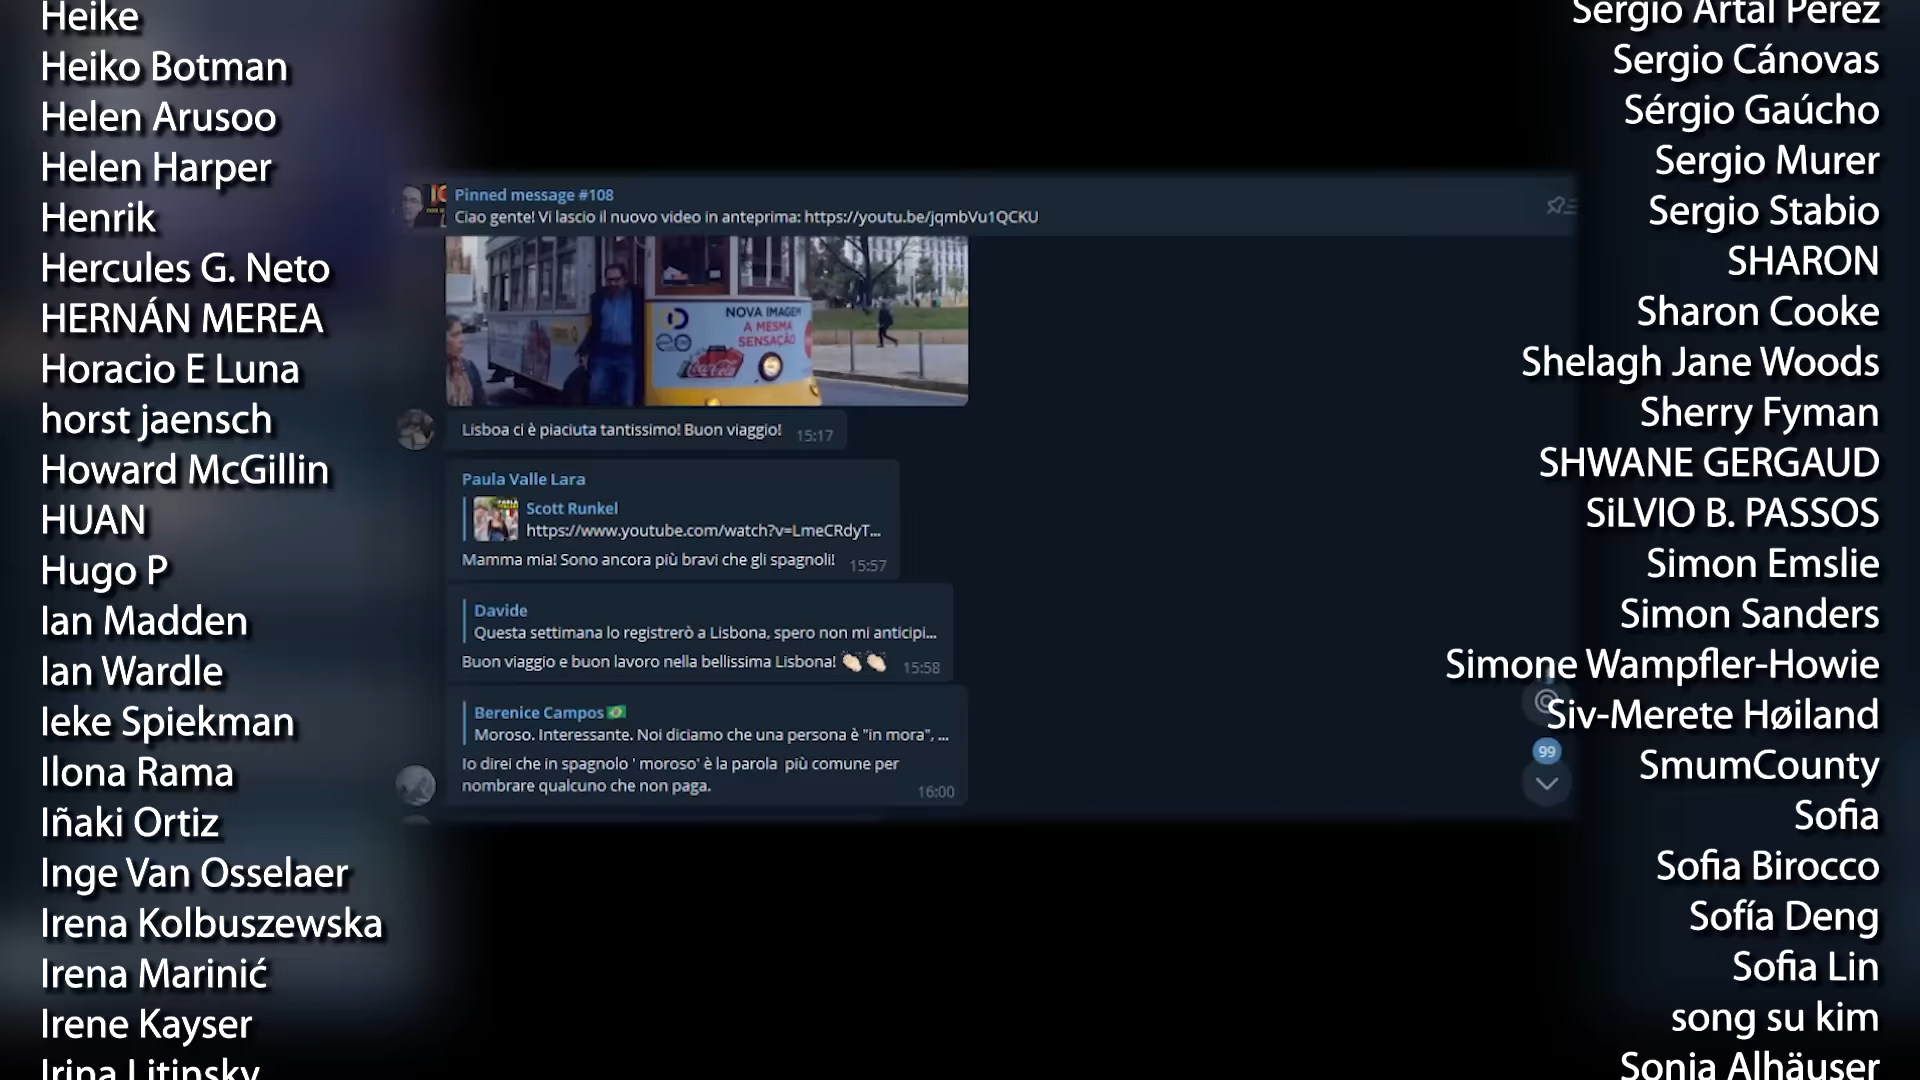 Heike
Heiko Botman
Helen Arusoo
Helen Harper
Henrik
Hercules G. Neto
HERNÁN MEREA
Horacio E Luna
horst jaensch
Howard McGillin
HUAN
Hugo P
Ian Madden
Ian Wardle
Ieke Spiekman
Ilona Rama
Iñaki Ortiz
Inge Van Osselaer
Irena Kolbuszewska
Irena Marinić
Irene Kayser
Irina Litinsky
Pinned message #108
Ciao gente! Vi lascio il nuovo video in anteprima: https://youtu.be/jqmbVu1QCKU
NOVA IMAGEM
A MESMA
SENSAÇÃO
Coca-Cola
Lisboa ci è piaciuta tantissimo! Buon viaggio! 15:17
Paula Valle Lara
Scott Runkel
https://www.youtube.com/watch?v=LmeCRdyT...
Mamma mia! Sono ancora più bravi che gli spagnoli! 15:57
Davide
Questa settimana lo registrerò a Lisbona, spero non mi anticipi...
Buon viaggio e buon lavoro nella bellissima Lisbona! 👏🏻👏🏻 15:58
Berenice Campos🇧🇷
Moroso. Interessante. Noi diciamo che una persona è "in mora", ...
Io direi che in spagnolo ' moroso' è la parola più comune per
nombrare qualcuno che non paga. 16:00
99
Sergio Artal Pérez
Sergio Cánovas
Sérgio Gaúcho
Sergio Murer
Sergio Stabio
SHARON
Sharon Cooke
Shelagh Jane Woods
Sherry Fyman
SHWANE GERGAUD
SiLVIO B. PASSOS
Simon Emslie
Simon Sanders
Simone Wampfler-Howie
Siv-Merete Høiland
SmumCounty
Sofia
Sofia Birocco
Sofía Deng
Sofia Lin
song su kim
Sonja Alhäuser